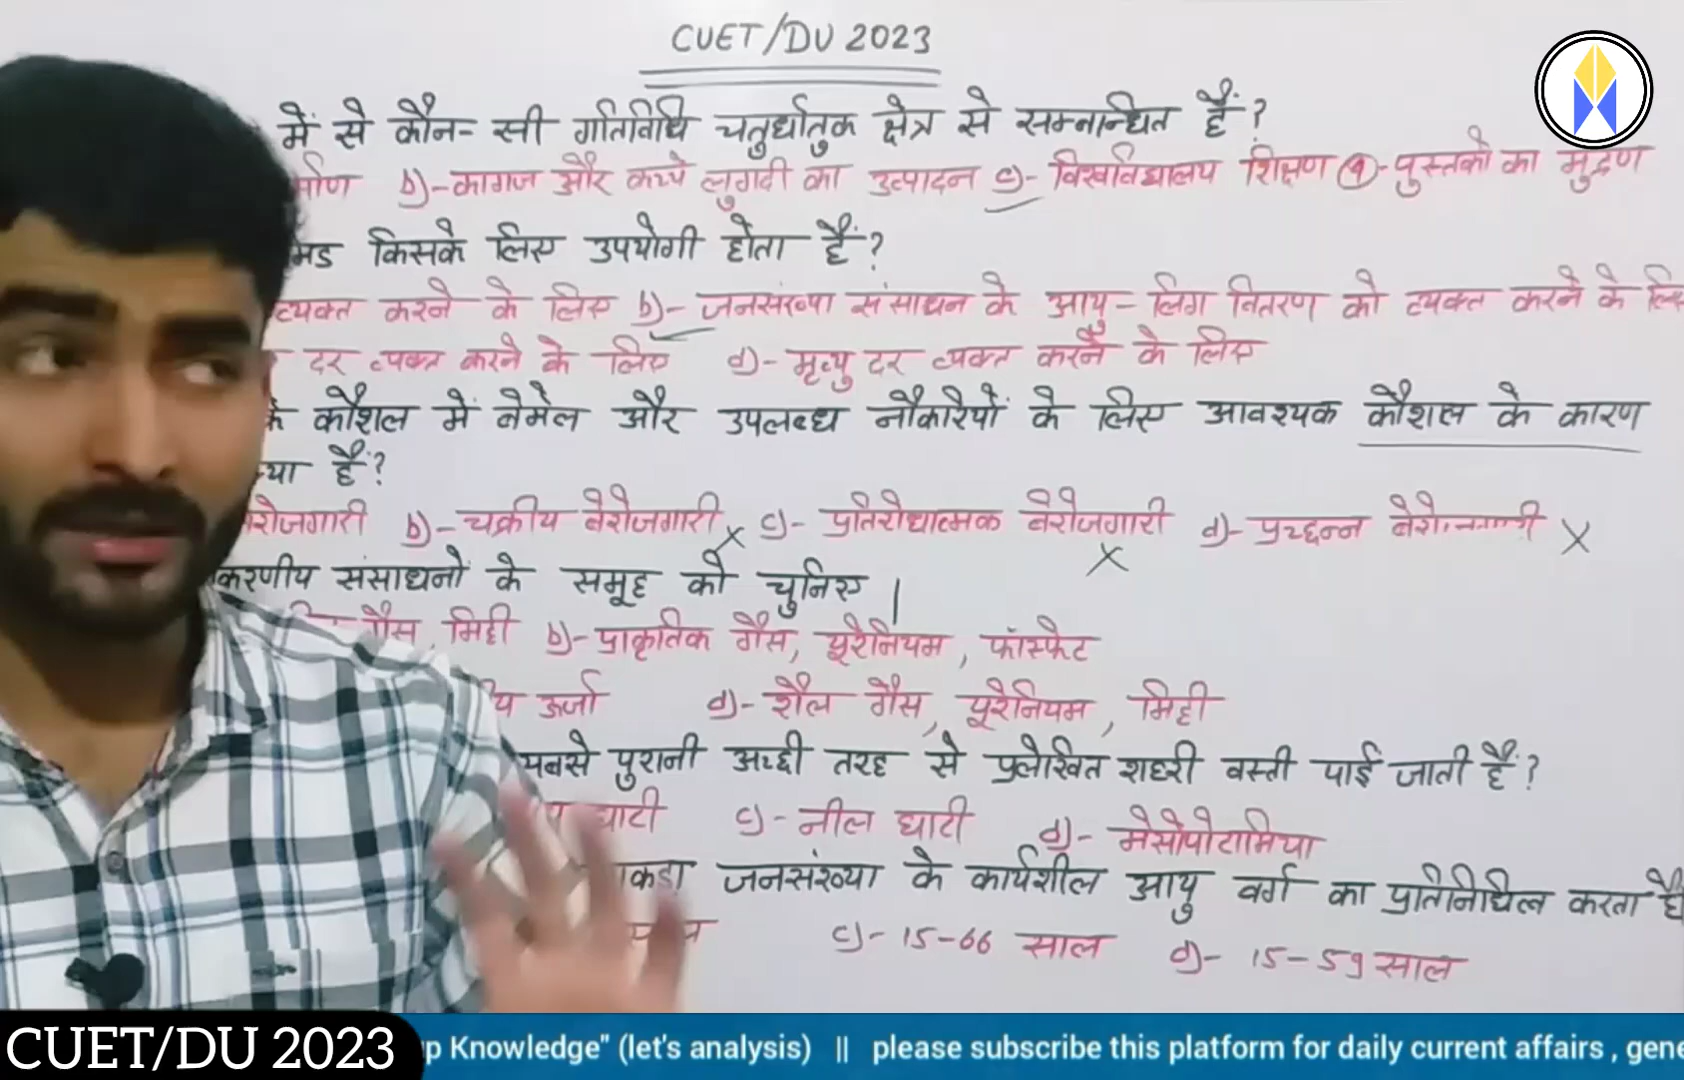 CUET/DU 2023
में से कौन-सी गतिविधि चतुर्धातुक क्षेत्र से सम्बन्धित है?
b)- कागज और कच्चे लुगदी का उत्पादन c)- विश्वविद्यालय शिक्षण d)- पुस्तकों का मुद्रण
किसके लिए उपयोगी होता है?
व्यक्त करने के लिए b)- जनसंख्या संसाधन के आयु-लिंग वितरण को व्यक्त करने के
दर व्यक्त करने के लिए d)- मृत्यु दर व्यक्त करने के लिए
के कौशल में बेमेल और उपलब्ध नौकरियों के लिए आवश्यक कौशल के कारण
है?
b)- चक्रीय बेरोजगारी c)- प्रतिरोधात्मक बेरोजगारी d)- प्रच्छन्न बेरोजगारी
संसाधनों के समूह को चुनिए।
गैस, मिट्टी b)- प्राकृतिक गैस, यूरेनियम, फॉस्फेट
ऊर्जा d)- शैल गैस, यूरेनियम, मिट्टी
सबसे पुरानी अच्छी तरह से प्रलेखित शहरी बस्ती पाई जाती है?
घाटी c)- नील घाटी d)- मेसोपोटामिया
जनसंख्या के कार्यशील आयु वर्ग का प्रतिनिधित्व करता है
c)- 15-66 साल d)- 15-59 साल
CUET/DU 2023 p Knowledge" (let's analysis) || please subscribe this platform for daily current affairs , gene